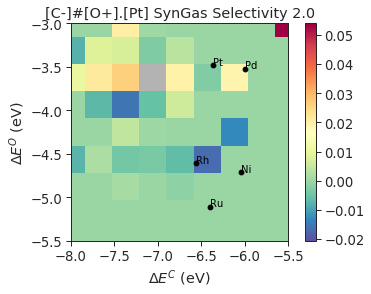 [C-]#[O+].[Pt] SynGas Selectivity 2.0
−3.0
−3.5
−4.0
−4.5
−5.0
−5.5
ΔE^O (eV)
Pt
Pd
Rh
Ni
Ru
−8.0 −7.5 −7.0 −6.5 −6.0 −5.5
ΔE^C (eV)
0.05
0.04
0.03
0.02
0.01
0.00
−0.01
−0.02